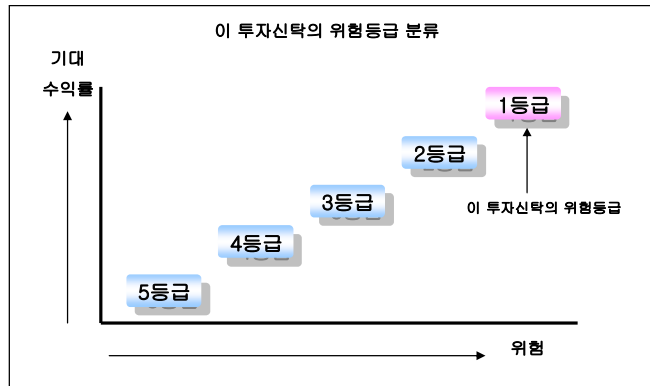 이 투자신탁의 위험등급 분류
기대
수익률
1등급
2등급
3등급
이 투자신탁의 위험등급
4등급
5등급
위험